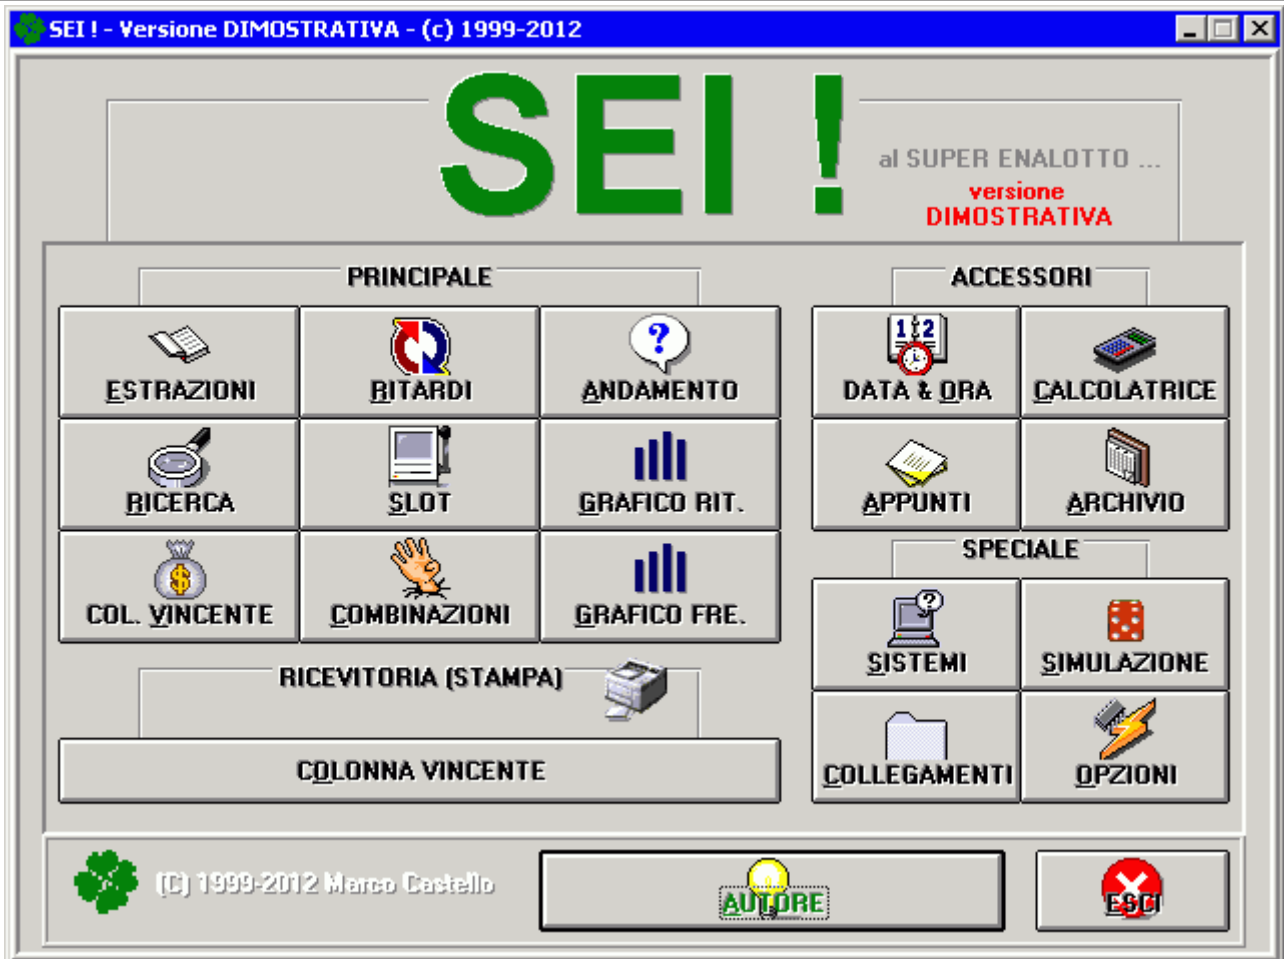 SEI ! - Versione DIMOSTRATIVA - (c) 1999-2012
SEI !
al SUPER ENALOTTO ...
versione
DIMOSTRATIVA
PRINCIPALE
ESTRAZIONI
RITARDI
ANDAMENTO
RICERCA
SLOT
GRAFICO RIT.
COL. VINCENTE
COMBINAZIONI
GRAFICO FRE.
RICEVITORIA (STAMPA)
COLONNA VINCENTE
ACCESSORI
1 2
DATA & ORA
CALCOLATRICE
APPUNTI
ARCHIVIO
SPECIALE
SISTEMI
SIMULAZIONE
COLLEGAMENTI
OPZIONI
(C) 1999-2012 Marco Castello
AUTORE
ESCI